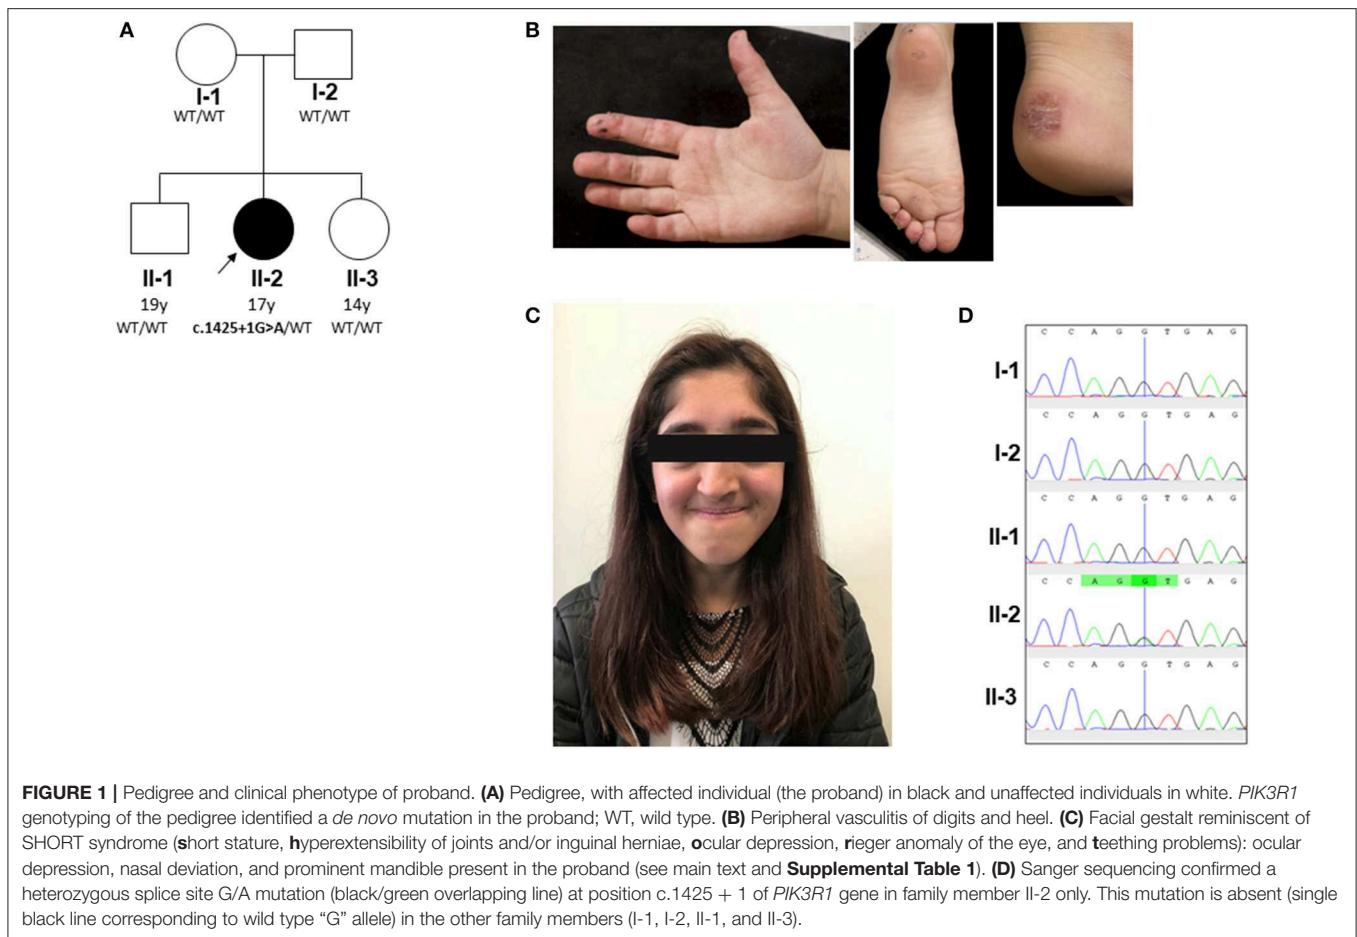 A
I-1
WT/WT
I-2
WT/WT
II-1
19y
WT/WT
II-2
17y
c.1425+1G>A/WT
II-3
14y
WT/WT
B
C
D
C C A G G T G A G
I-1
C C A G G T G A G
I-2
C C A G G T G A G
II-1
C C A G G T G A G
II-2
C C A G G T G A G
II-3
FIGURE 1 | Pedigree and clinical phenotype of proband. (A) Pedigree, with affected individual (the proband) in black and unaffected individuals in white. PIK3R1
genotyping of the pedigree identified a de novo mutation in the proband; WT, wild type. (B) Peripheral vasculitis of digits and heel. (C) Facial gestalt reminiscent of
SHORT syndrome (short stature, hyperextensibility of joints and/or inguinal herniae, ocular depression, rieger anomaly of the eye, and teething problems): ocular
depression, nasal deviation, and prominent mandible present in the proband (see main text and Supplemental Table 1). (D) Sanger sequencing confirmed a
heterozygous splice site G/A mutation (black/green overlapping line) at position c.1425 + 1 of PIK3R1 gene in family member II-2 only. This mutation is absent (single
black line corresponding to wild type “G” allele) in the other family members (I-1, I-2, II-1, and II-3).